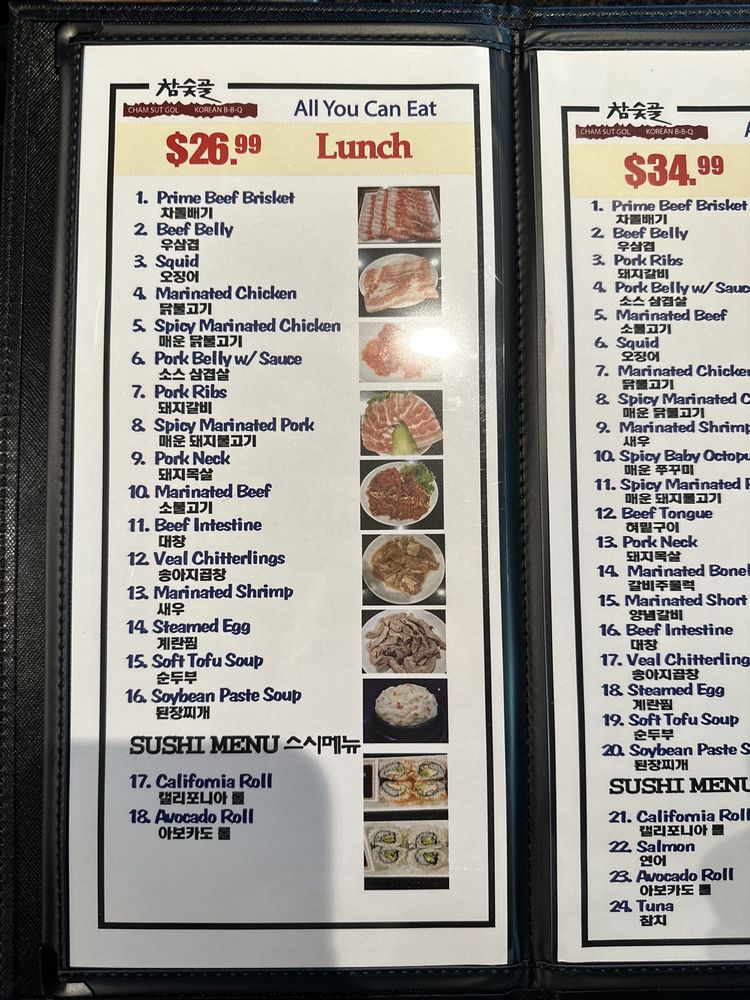 참숯골
CHAM SUT GOL KOREAN B-B-Q
All You Can Eat
$26.99 Lunch
1. Prime Beef Brisket
차돌배기
2. Beef Belly
우삼겹
3. Squid
오징어
4. Marinated Chicken
닭불고기
5. Spicy Marinated Chicken
매운 닭불고기
6. Pork Belly w/ Sauce
소스 삼겹살
7. Pork Ribs
돼지갈비
8. Spicy Marinated Pork
매운 돼지불고기
9. Pork Neck
돼지목살
10. Marinated Beef
소불고기
11. Beef Intestine
대창
12. Veal Chitterlings
송아지곱창
13. Marinated Shrimp
새우
14. Steamed Egg
계란찜
15. Soft Tofu Soup
순두부
16. Soybean Paste Soup
된장찌개
SUSHI MENU 스시메뉴
17. California Roll
캘리포니아 롤
18. Avocado Roll
아보카도 롤
참숯골
CHAM SUT GOL KOREAN B-B-Q
$34.99
1. Prime Beef Brisket
차돌배기
2. Beef Belly
우삼겹
3. Pork Ribs
돼지갈비
4. Pork Belly w/
소스 삼겹살
5. Marinated Beef
소불고기
6. Squid
오징어
7. Marinated
닭불고기
8. Spicy Marinated
매운 닭불고기
9. Marinated
새우
10. Spicy Baby
매운 쭈꾸미
11. Spicy Marinated
매운 돼지불고기
12. Beef Tongue
혀밑구이
13. Pork Neck
돼지목살
14. Marinated
갈비주물럭
15. Marinated Short
양념갈비
16. Beef Intestine
대창
17. Veal
송아지곱창
18. Steamed Egg
계란찜
19. Soft Tofu Soup
순두부
20. Soybean Paste
된장찌개
SUSHI MENU
21. California Roll
캘리포니아 롤
22. Salmon
연어
23. Avocado Roll
아보카도 롤
24. Tuna
참치